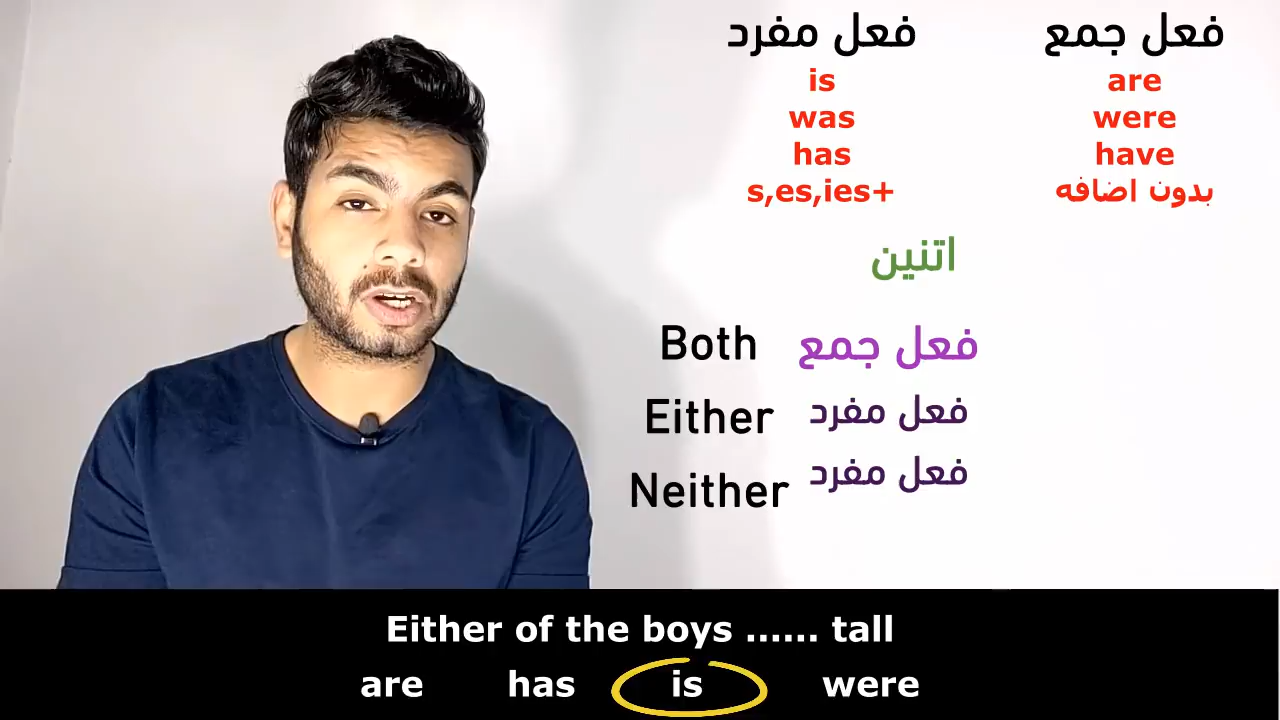 فعل جمع فعل مفرد
are is
were was
have has
بدون اضافه s,es,ies+
اتنين
Both فعل جمع
Either فعل مفرد
Neither فعل مفرد
Either of the boys ...... tall
are has is were